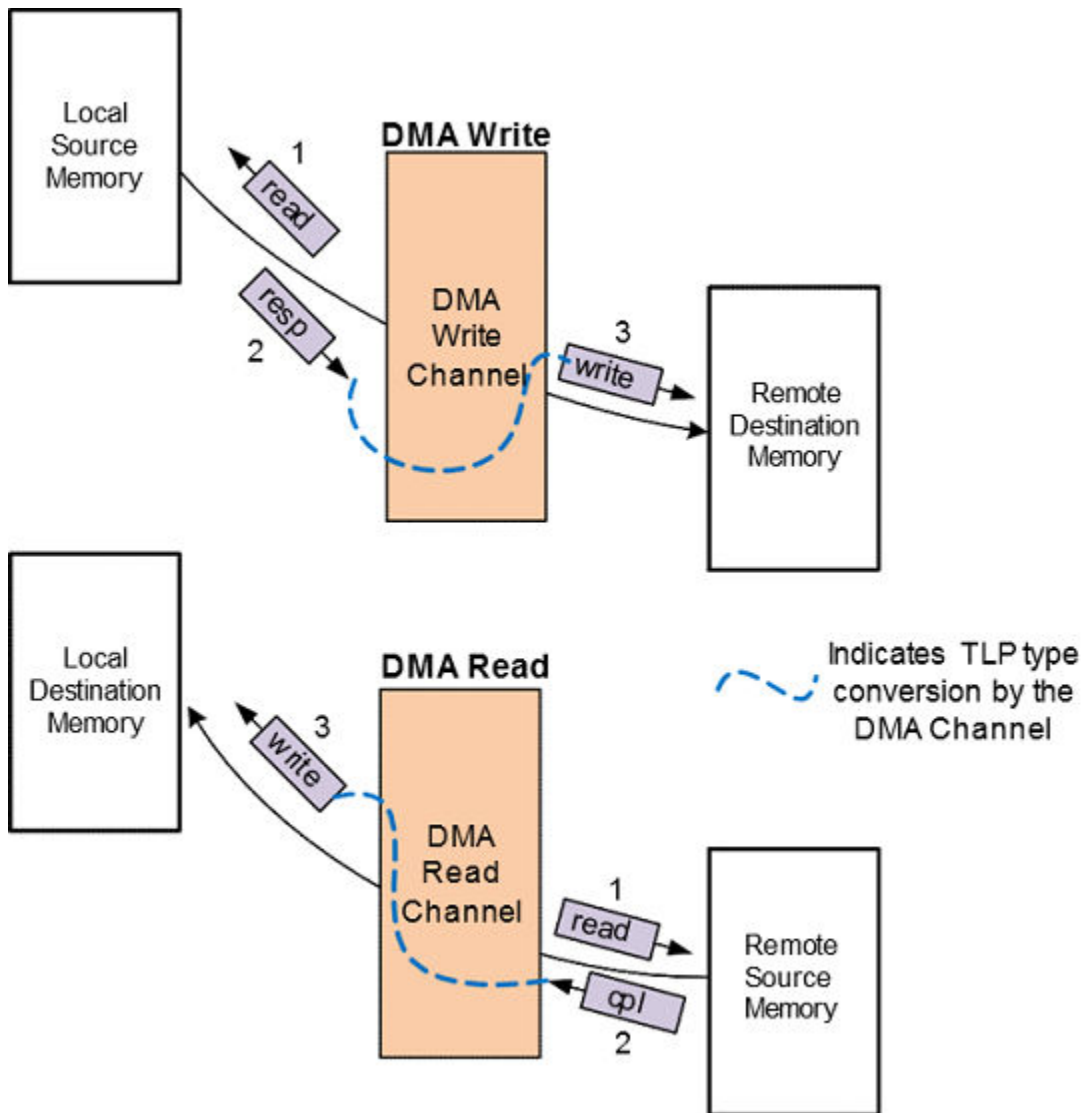 Local
Source
Memory
1
read
resp
2
DMA Write
DMA
Write
Channel
3
write
Remote
Destination
Memory
Local
Destination
Memory
3
write
DMA Read
DMA
Read
Channel
1
read
cpl
2
Remote
Source
Memory
Indicates TLP type
conversion by the
DMA Channel